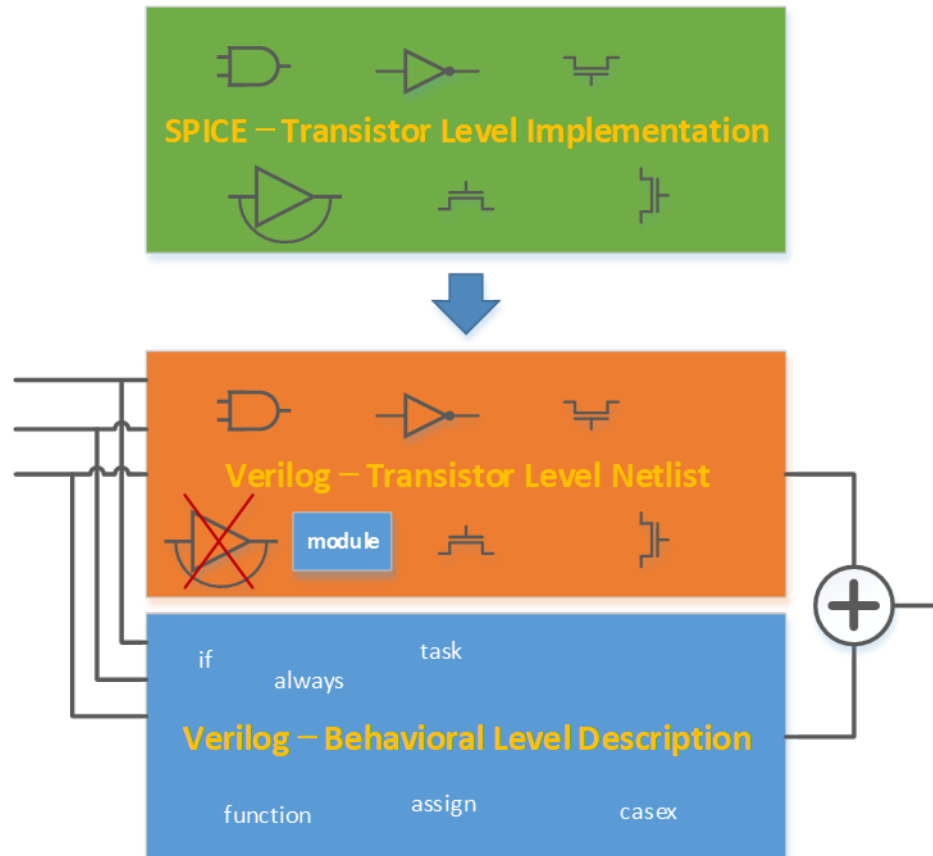 SPICE – Transistor Level Implementation
Verilog – Transistor Level Netlist
module
if
task
always
Verilog – Behavioral Level Description
function
assign
casex